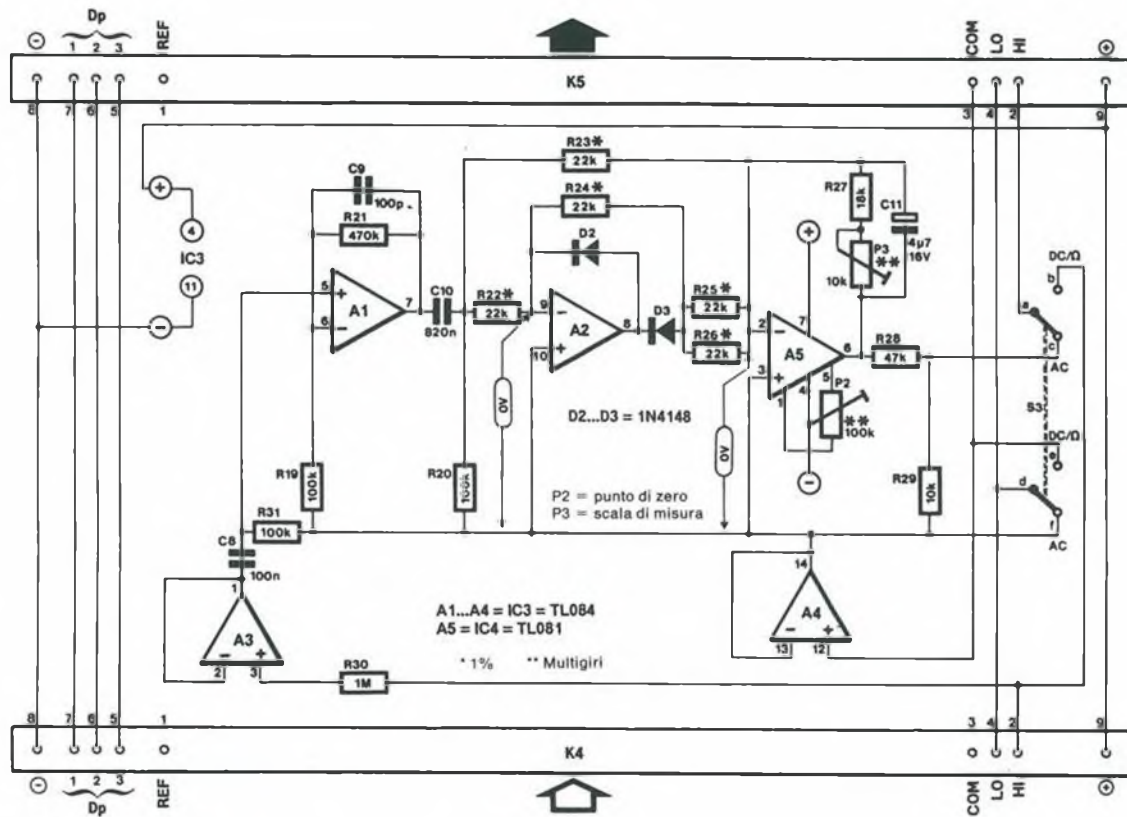 Dp
⊖ 1 2 3 REF COM LO HI ⊕
K5
8 7 6 5 1 3 4 2 9
R23*
22k
C9
100p
R24*
22k
R27
18k
C11
4µ7
16V
+
4
IC3
11
−
R21
470k
D2
+
P3
**
10k
DC/Ω
b
a
c
AC
5
+
A1
7
6
−
C10
820n
R22*
22k
9
−
A2
8
10
+
D3
R25*
22k
R26*
22k
2
−
7
A5
6
3
+
1
4
5
R28
47k
P2
**
100k
S3
DC/Ω
e
d
f
AC
0V
D2...D3 = 1N4148
0V
−
R19
100k
R20
100k
R29
10k
P2 = punto di zero
P3 = scala di misura
R31
100k
C8
100n
1
A3
− +
2 3
14
A4
− +
13 12
A1...A4 = IC3 = TL084
A5 = IC4 = TL081
* 1% ** Multigiri
R30
1M
8 7 6 5 1 3 4 2 9
K4
⊖ 1 2 3 REF COM LO HI ⊕
Dp